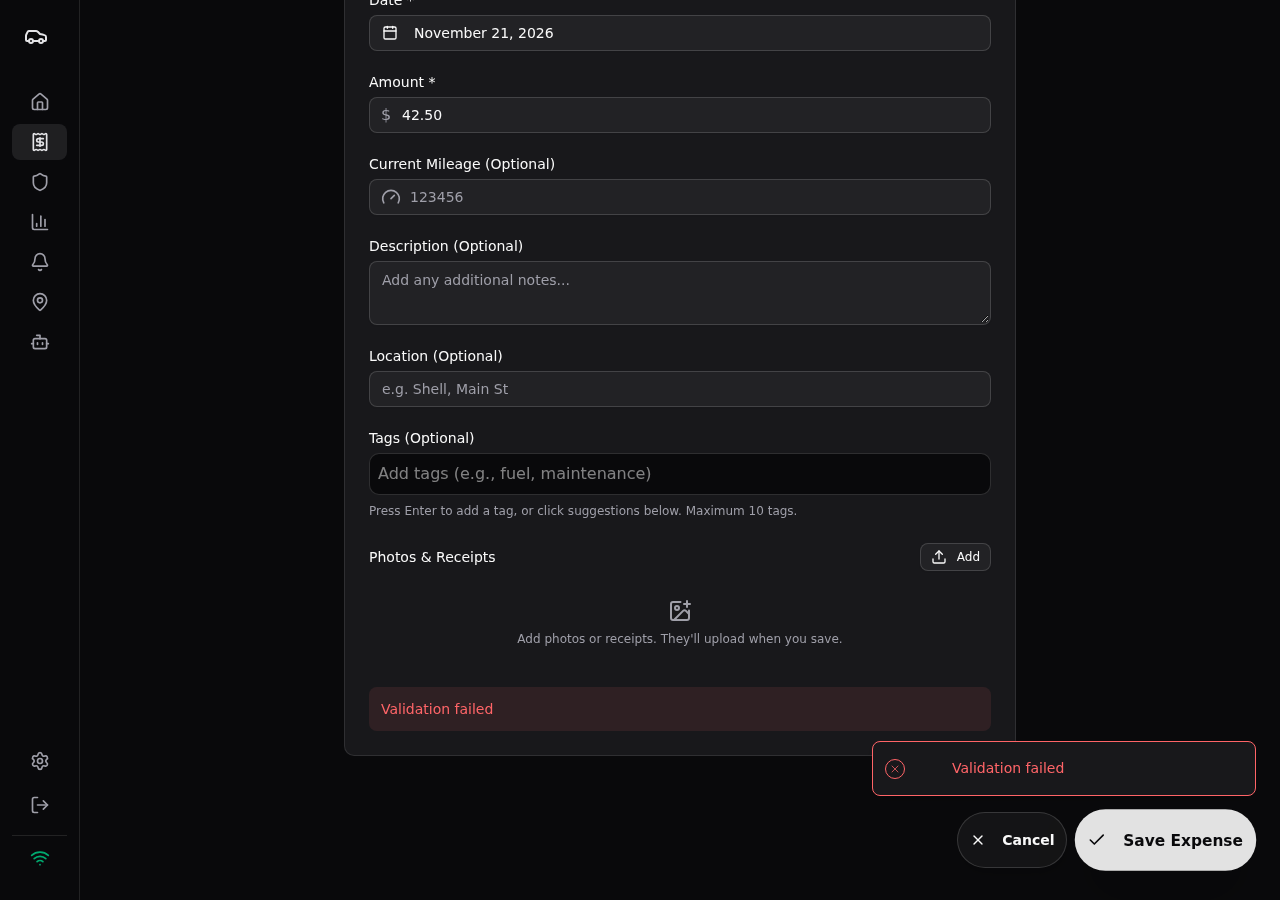 Date *
November 21, 2026
Amount *
$ 42.50
Current Mileage (Optional)
123456
Description (Optional)
Add any additional notes...
Location (Optional)
e.g. Shell, Main St
Tags (Optional)
Add tags (e.g., fuel, maintenance)
Press Enter to add a tag, or click suggestions below. Maximum 10 tags.
Photos & Receipts
Add
Add photos or receipts. They'll upload when you save.
Validation failed
Validation failed
Cancel
Save Expense